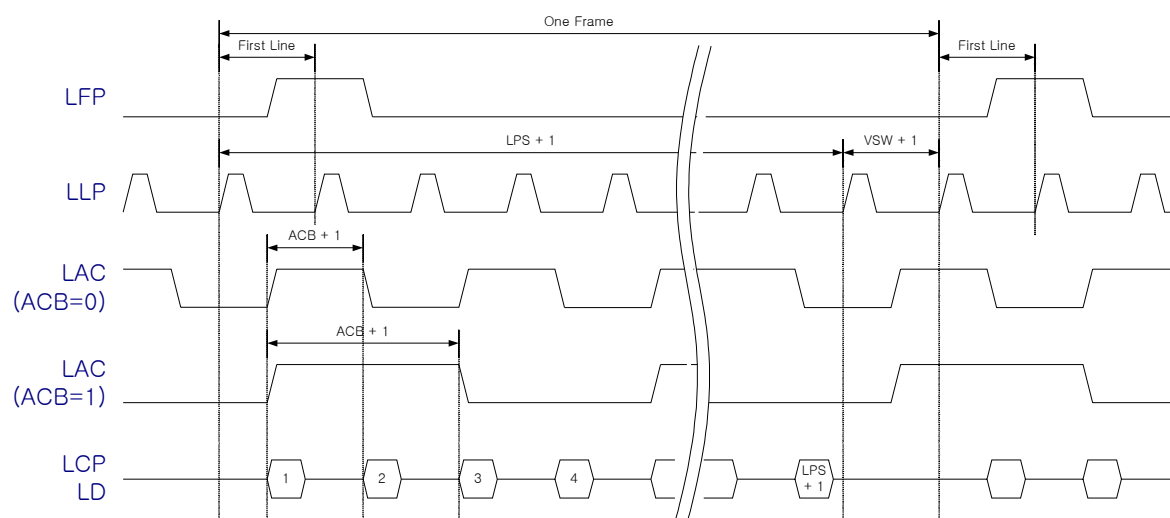 One Frame
First Line
First Line
LFP
LPS + 1
VSW + 1
LLP
ACB + 1
LAC
(ACB=0)
ACB + 1
LAC
(ACB=1)
LCP
LD
1
2
3
4
LPS
+ 1